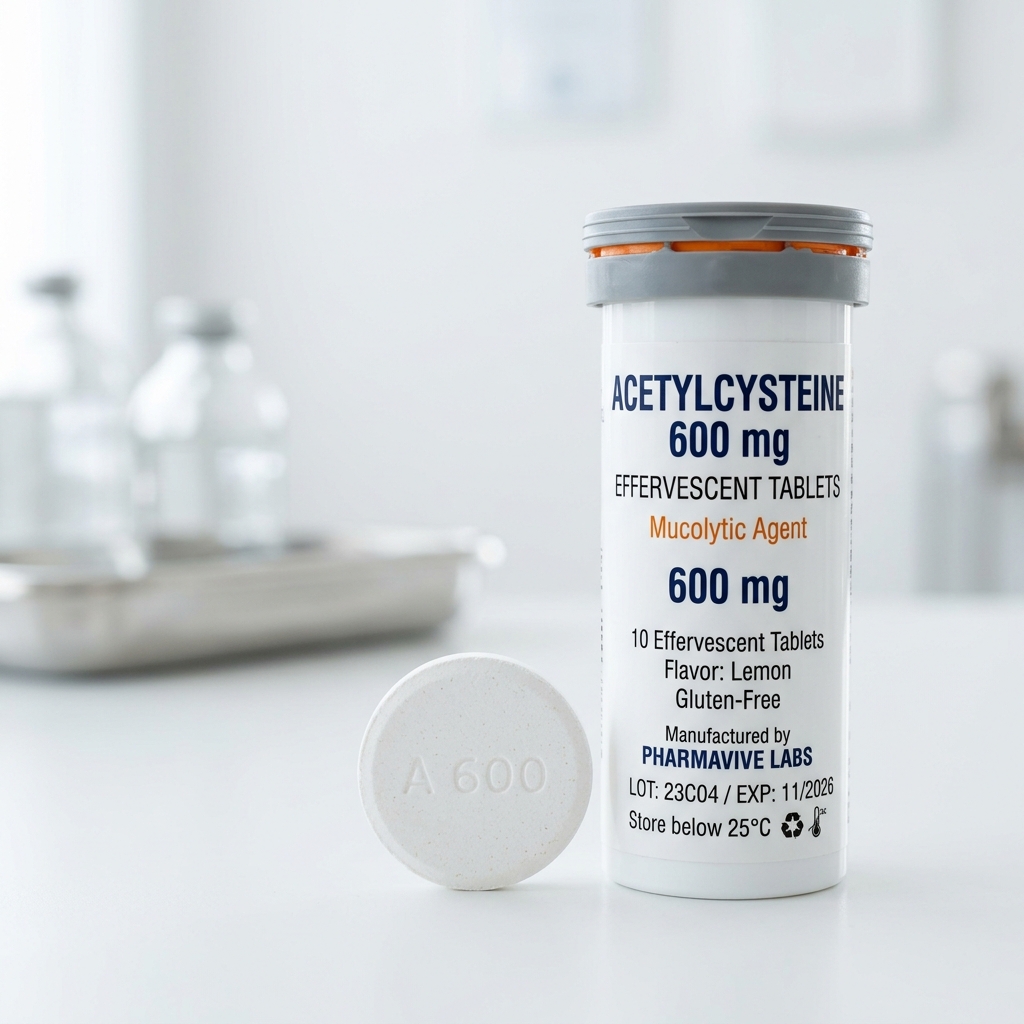 A 600
ACETYLCYSTEINE
600 mg
EFFERVESCENT TABLETS
Mucolytic Agent
600 mg
10 Effervescent Tablets
Flavor: Lemon
Gluten-Free
Manufactured by
PHARMAVIVE LABS
LOT: 23C04 / EXP: 11/2026
Store below 25°C